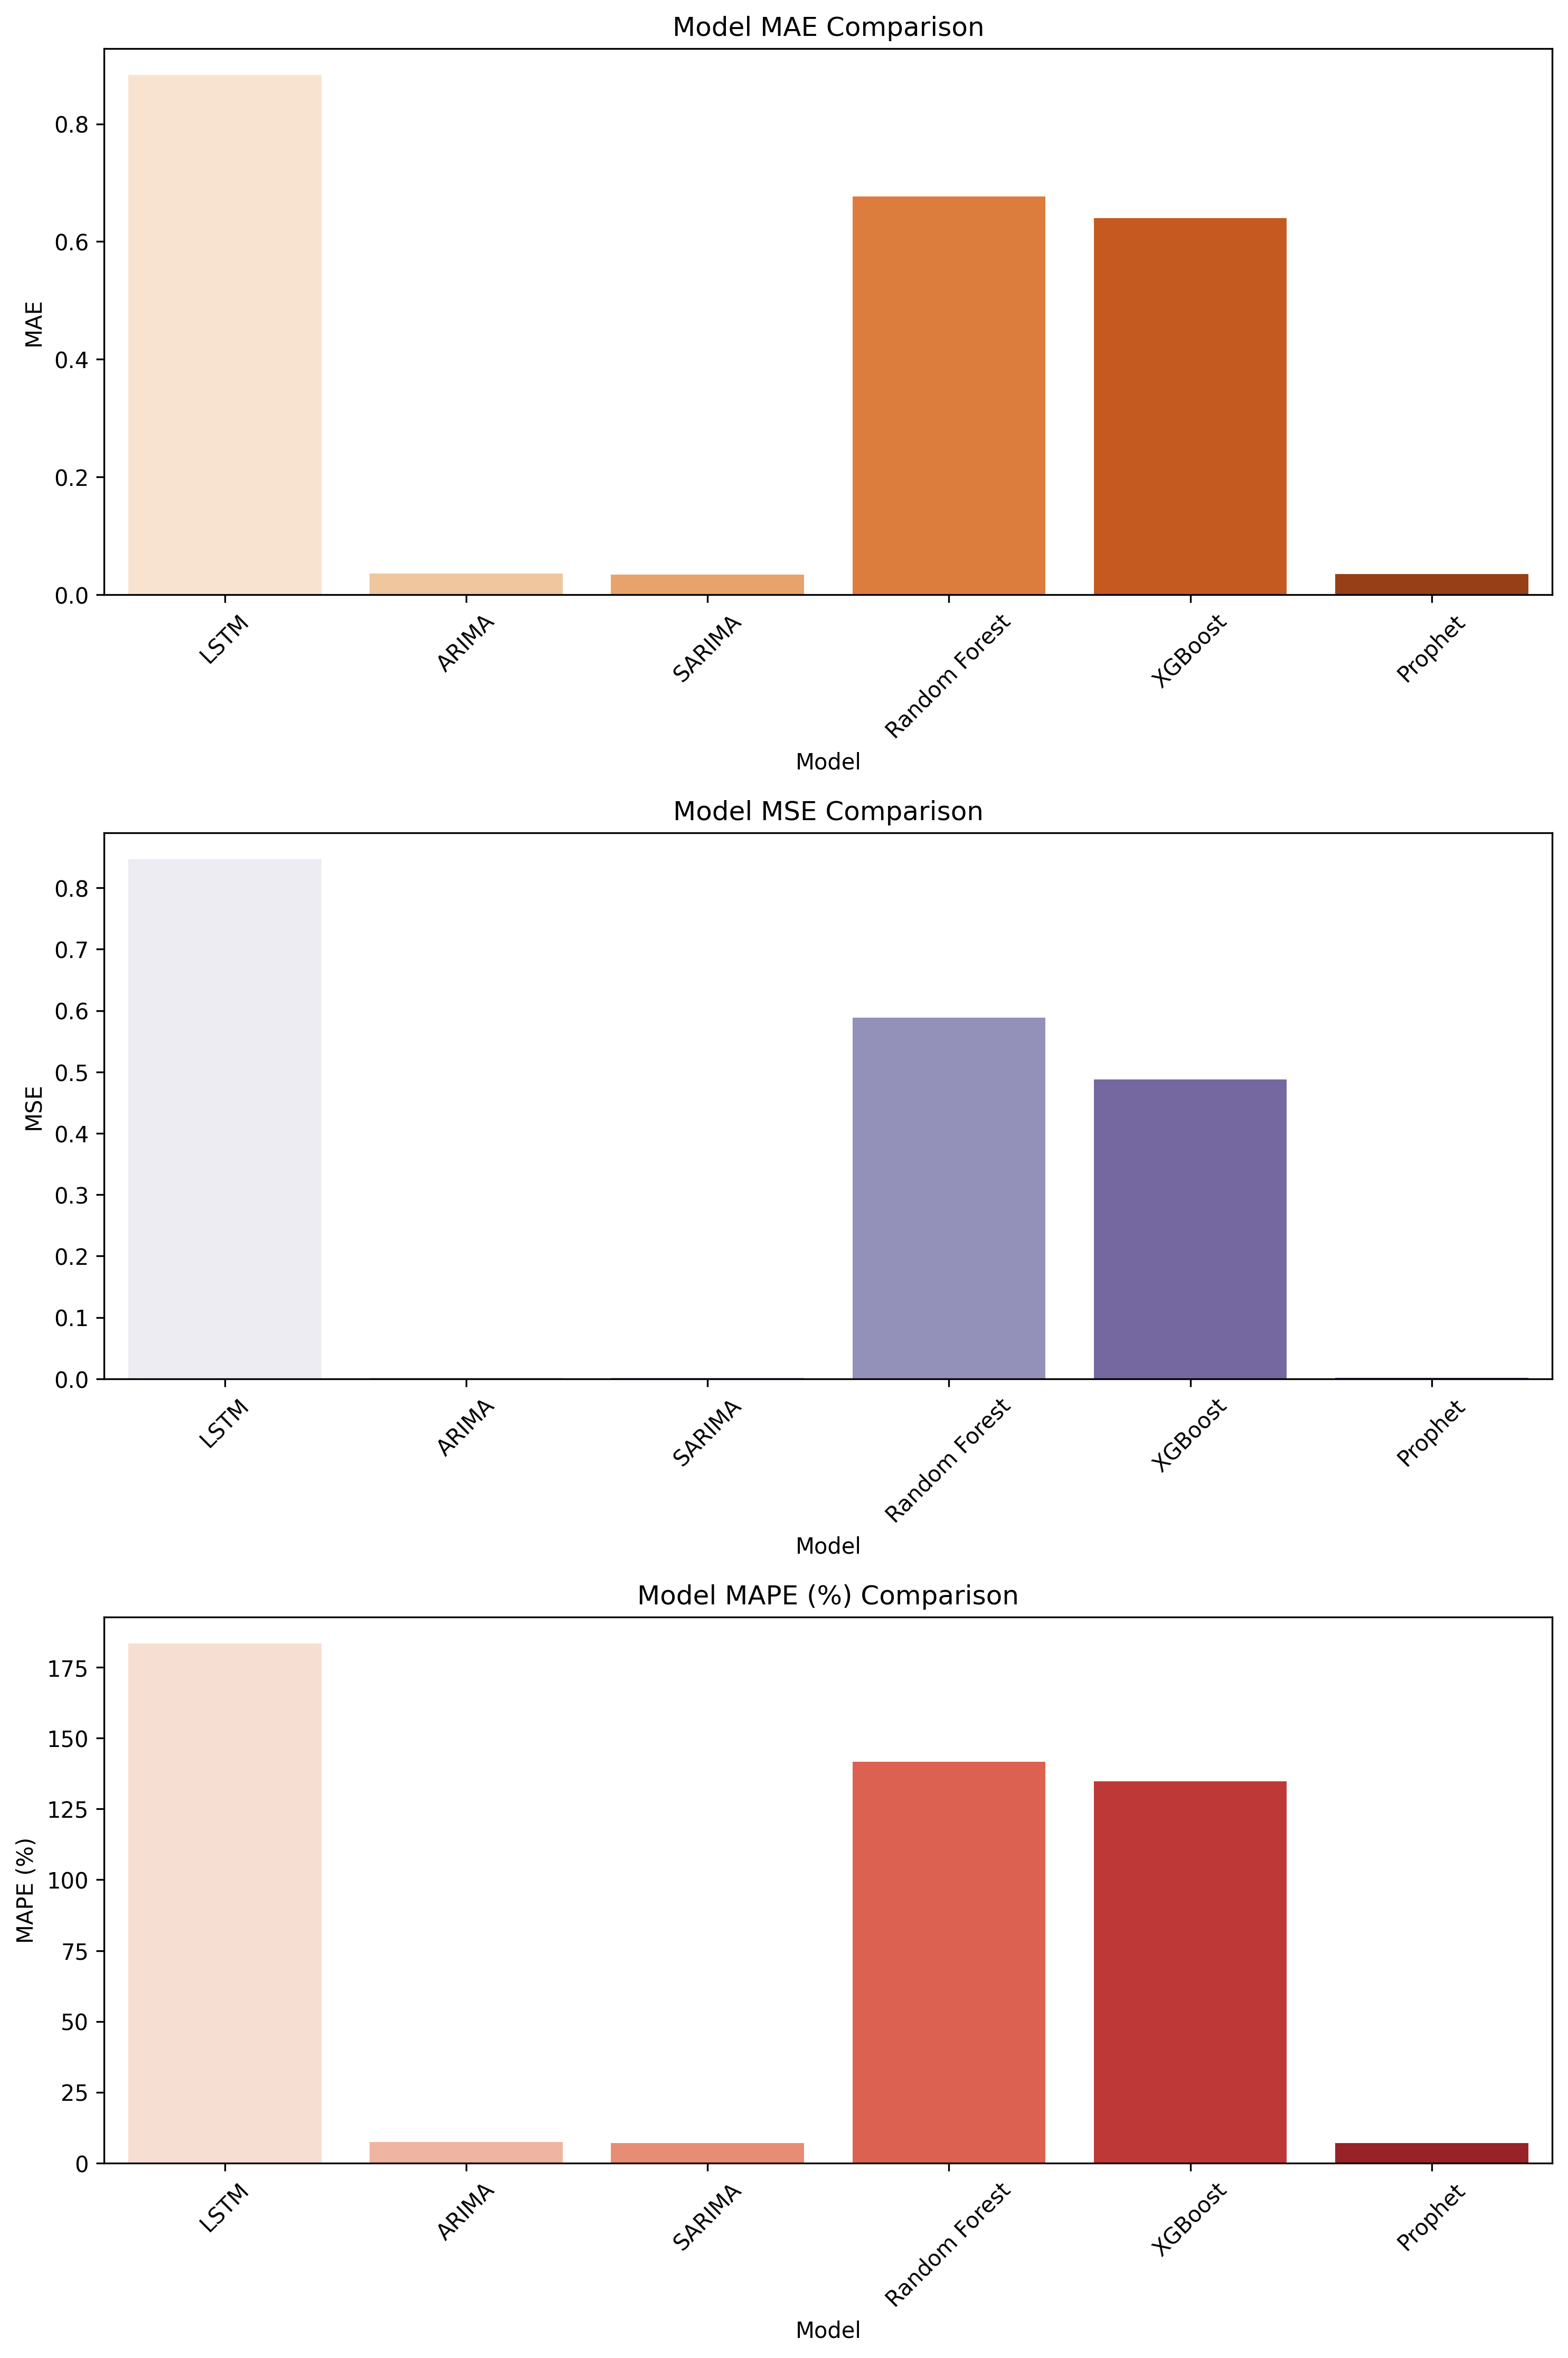 Model MAE Comparison
MAE
0.8
0.6
0.4
0.2
0.0
LSTM
ARIMA
SARIMA
Random Forest
XGBoost
Prophet
Model
Model MSE Comparison
MSE
0.8
0.7
0.6
0.5
0.4
0.3
0.2
0.1
0.0
LSTM
ARIMA
SARIMA
Random Forest
XGBoost
Prophet
Model
Model MAPE (%) Comparison
MAPE (%)
175
150
125
100
75
50
25
0
LSTM
ARIMA
SARIMA
Random Forest
XGBoost
Prophet
Model